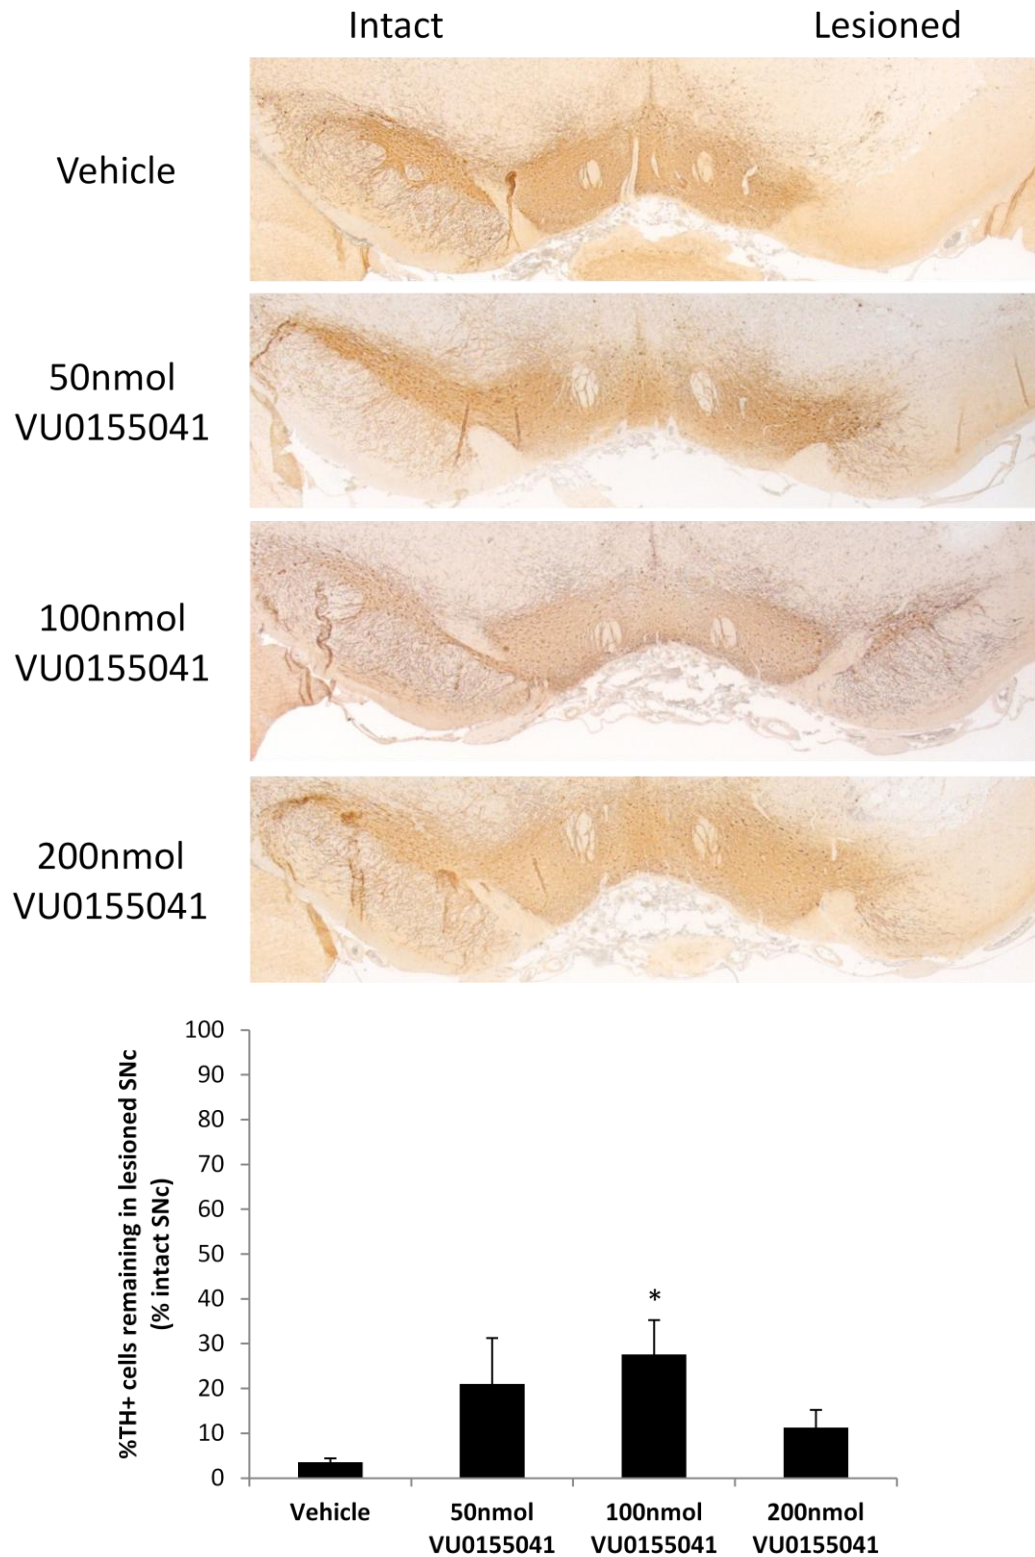 Intact Lesioned
Vehicle
50nmol
VU0155041
100nmol
VU0155041
200nmol
VU0155041
%TH+ cells remaining in lesioned SNc
(% intact SNc)
100
90
80
70
60
50
40
30
20
10
0
*
Vehicle 50nmol 100nmol 200nmol
VU0155041 VU0155041 VU0155041